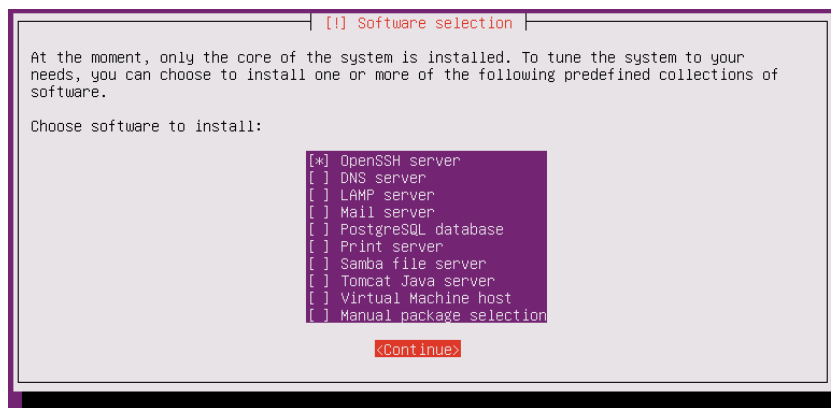 [!] Software selection
At the moment, only the core of the system is installed. To tune the system to your
needs, you can choose to install one or more of the following predefined collections of
software.
Choose software to install:
[*] OpenSSH server
[ ] DNS server
[ ] LAMP server
[ ] Mail server
[ ] PostgreSQL database
[ ] Print server
[ ] Samba file server
[ ] Tomcat Java server
[ ] Virtual Machine host
[ ] Manual package selection
<Continue>